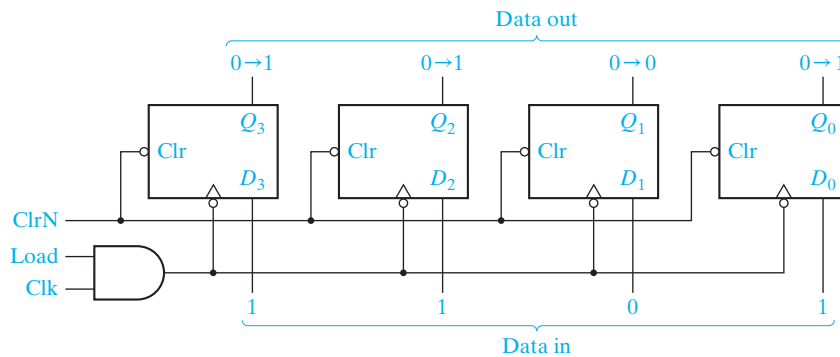 Data out
0→1 0→1 0→0 0→1
Q3 Q2 Q1 Q0
Clr Clr Clr Clr
D3 D2 D1 D0
ClrN
Load
Clk
1 1 0 1
Data in